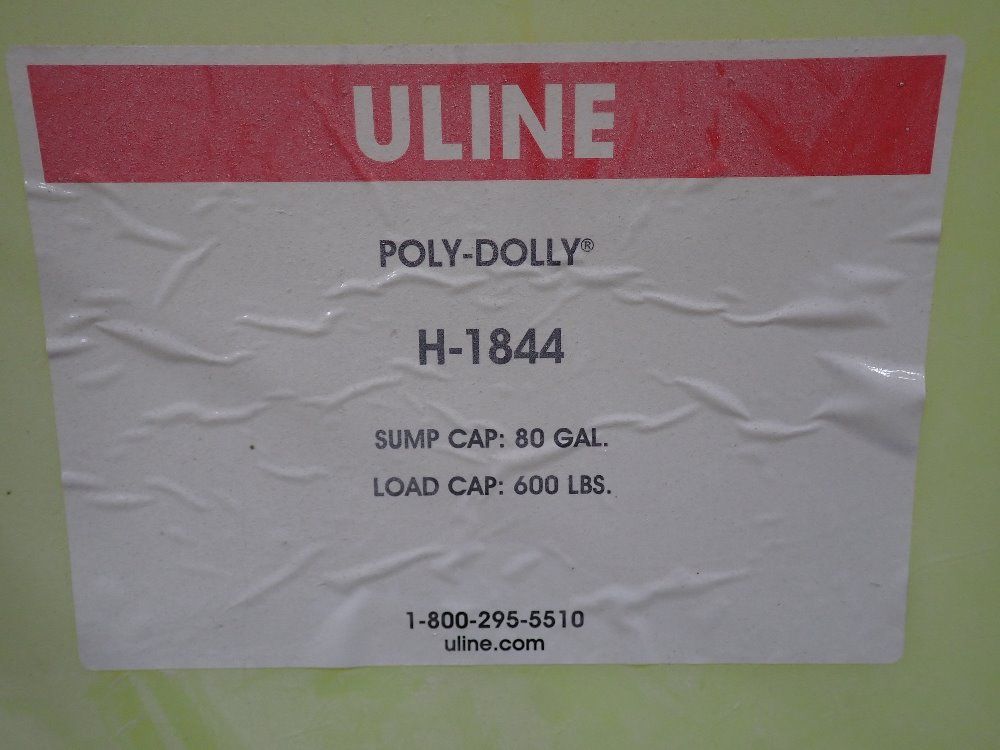 ULINE
POLY-DOLLY®
H-1844
SUMP CAP: 80 GAL.
LOAD CAP: 600 LBS.
1-800-295-5510
uline.com